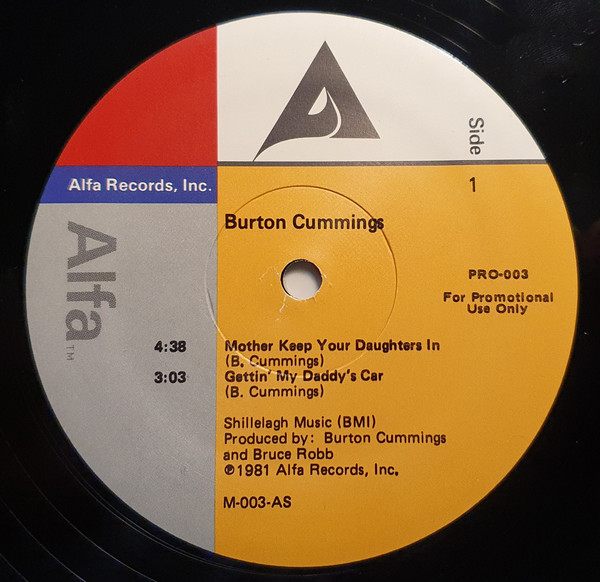 Side
1
Alfa Records, Inc.
Alfa™
Burton Cummings
PRO-003
For Promotional
Use Only
4:38 Mother Keep Your Daughters In
(B. Cummings)
3:03 Gettin' My Daddy's Car
(B. Cummings)
Shillelagh Music (BMI)
Produced by: Burton Cummings
and Bruce Robb
℗1981 Alfa Records, Inc.
M-003-AS